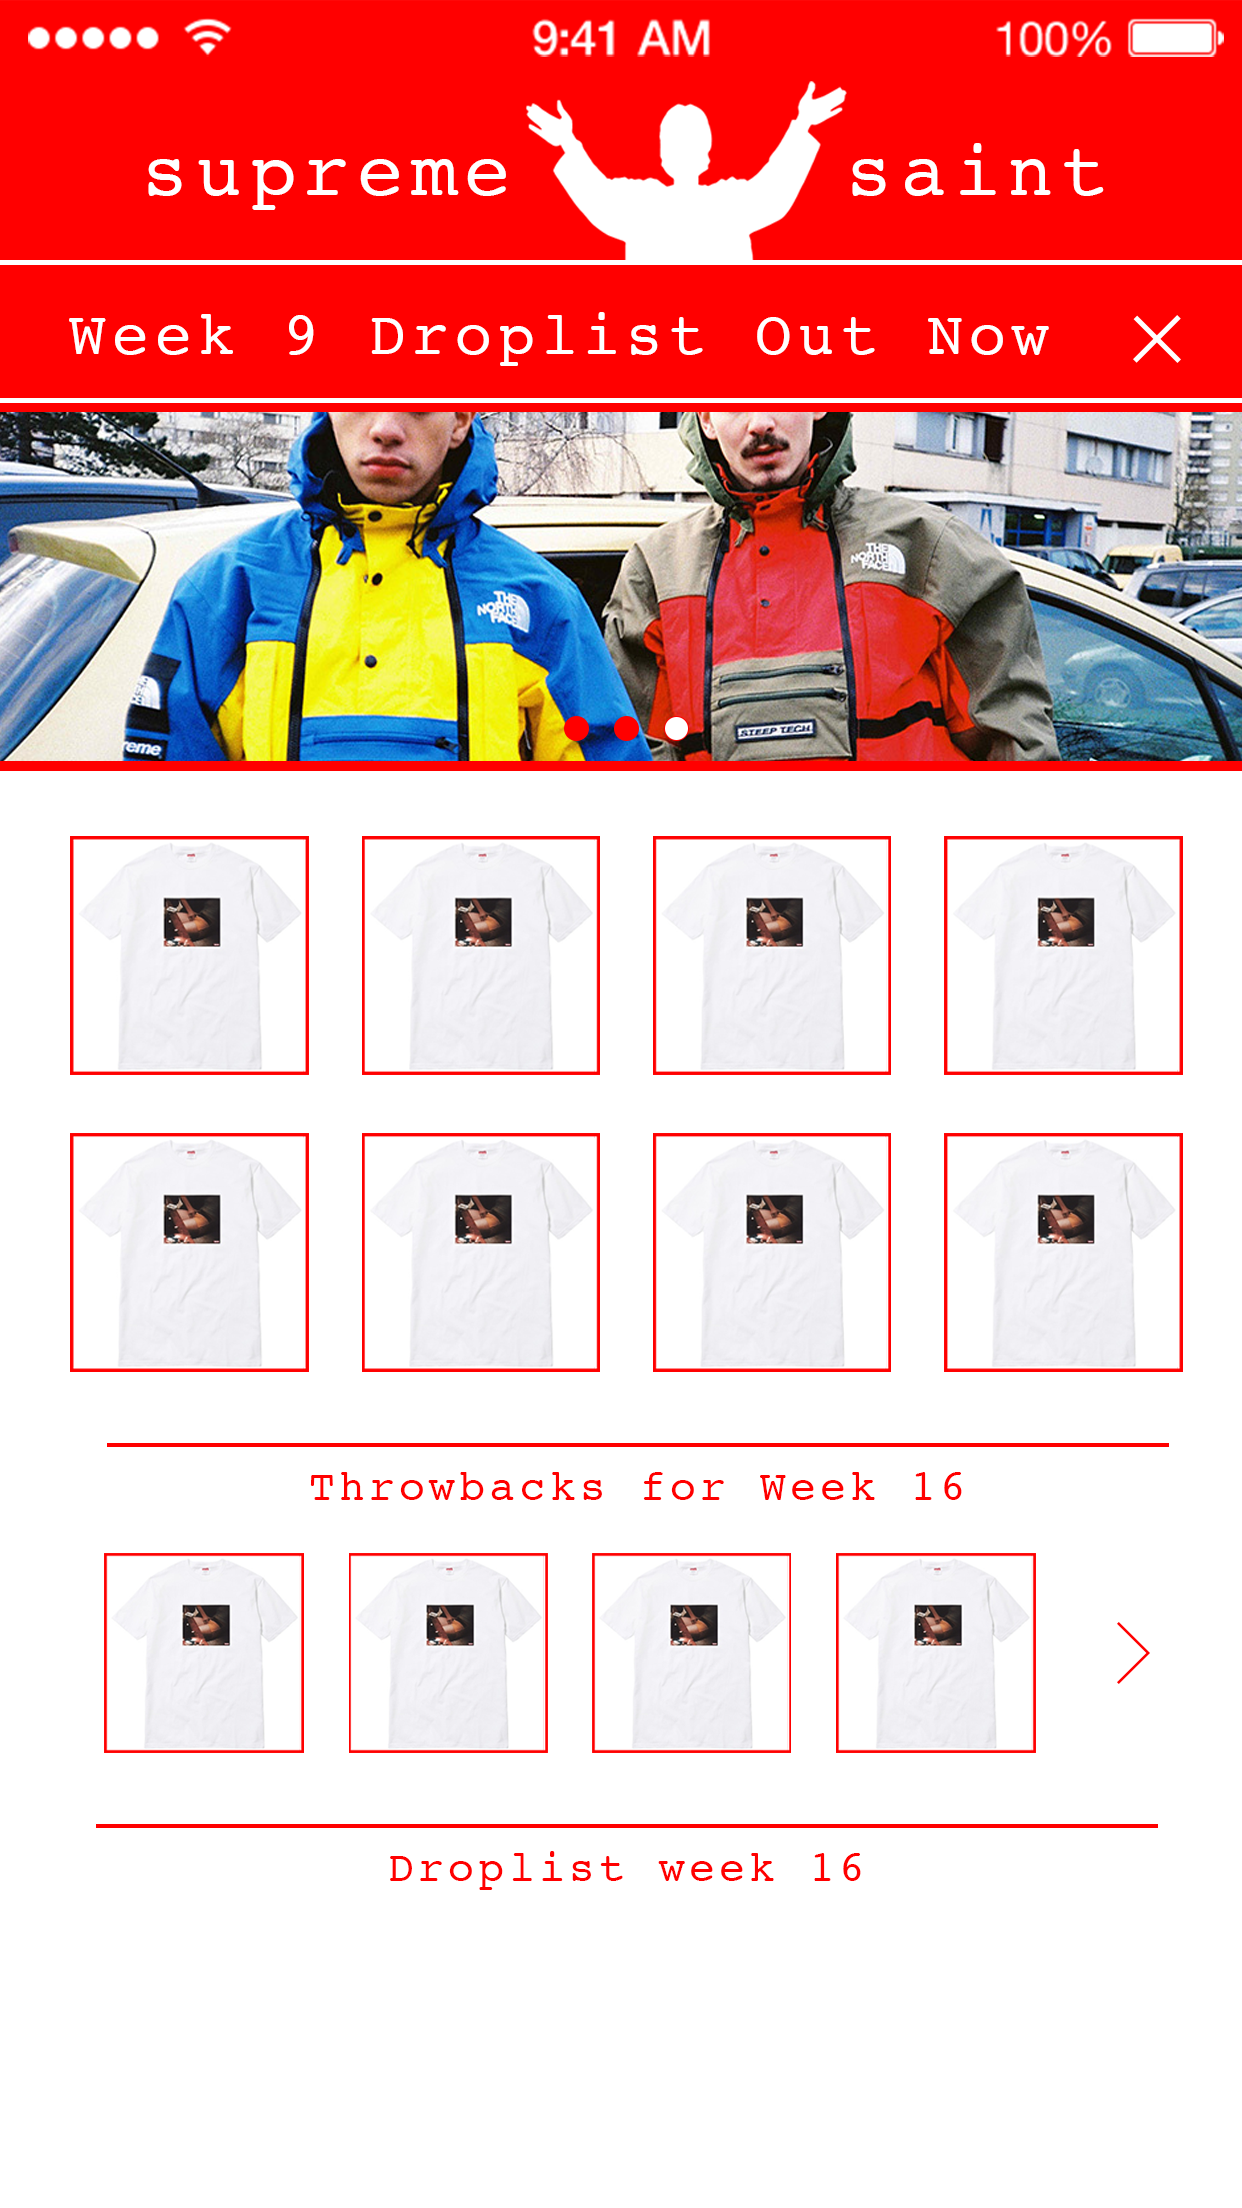 9:41 AM
100%
supreme saint
Week 9 Droplist Out Now
THE
NORTH
FACE
THE
NORTH
FACE
STEEP TECH
reme
Throwbacks for Week 16
Droplist week 16